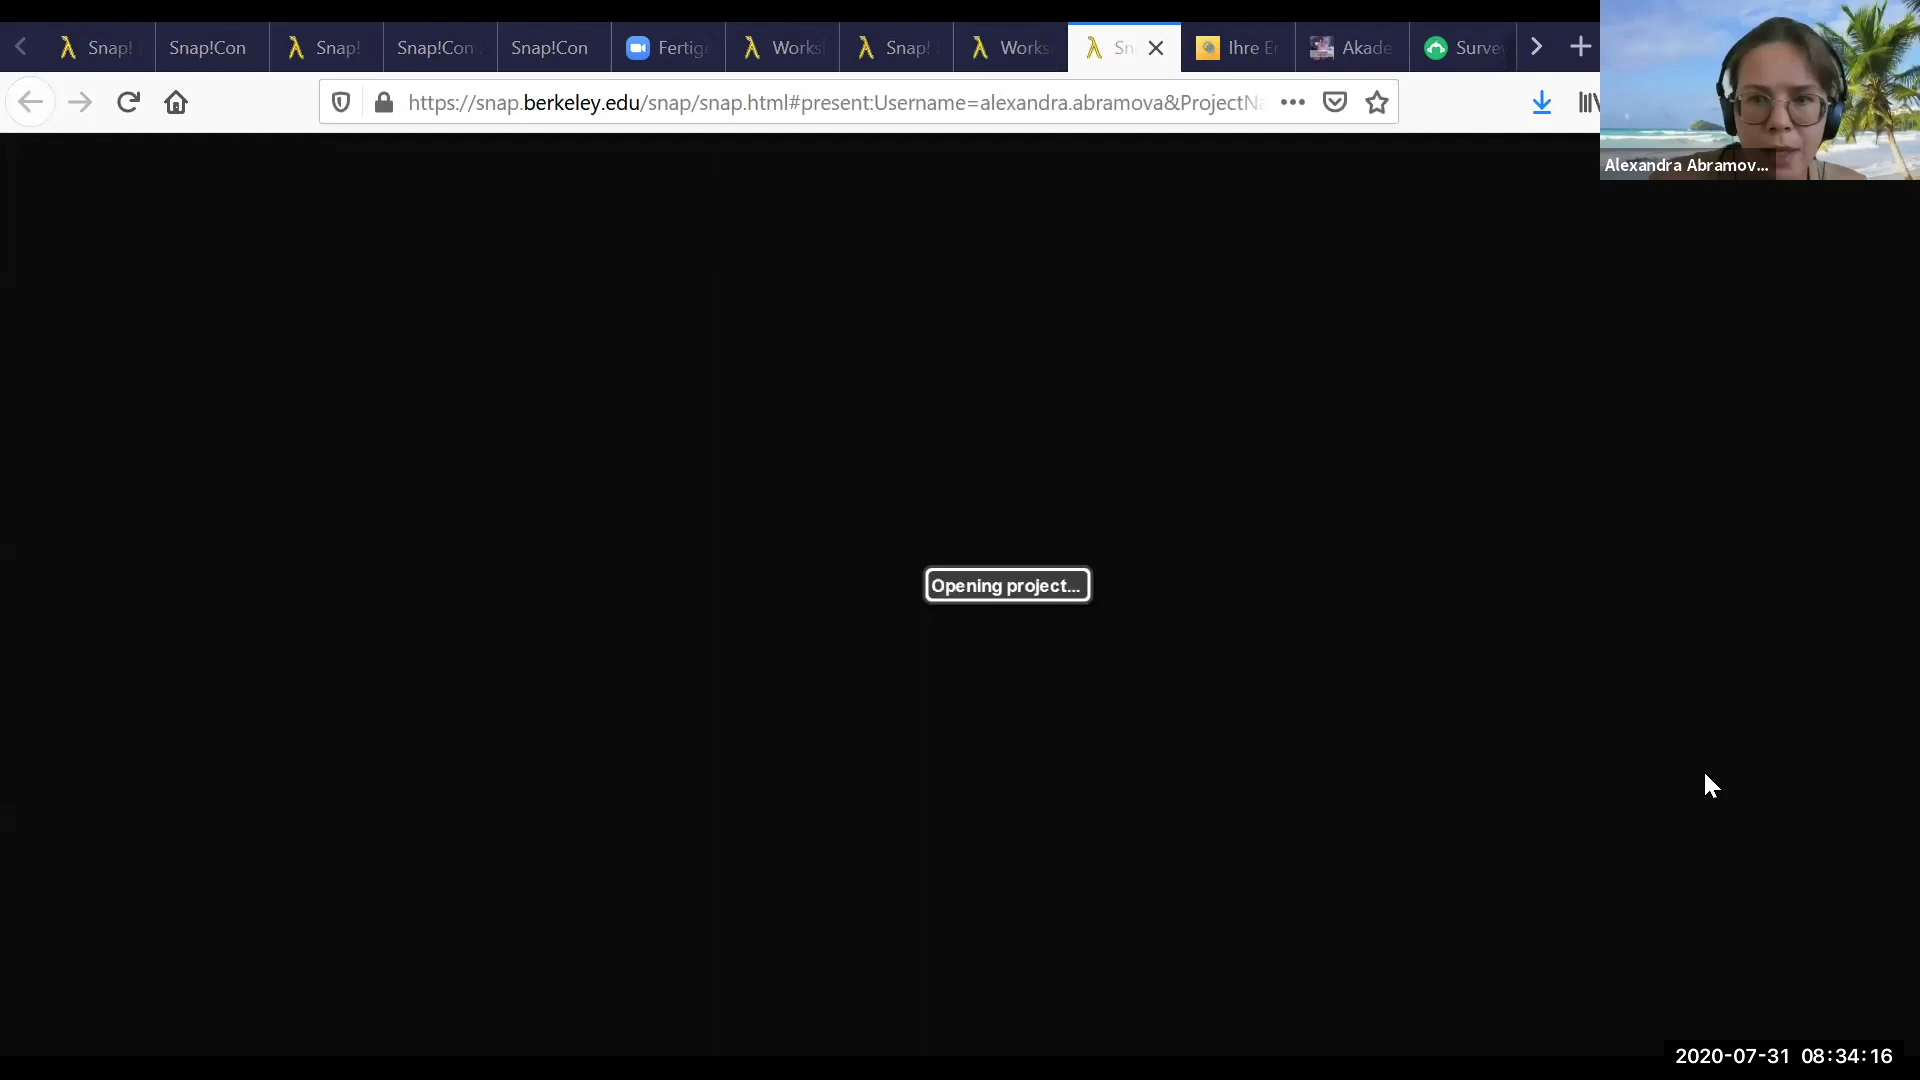 Snap!
Snap!Con
Snap!
Snap!Con
Snap!Con
Fertig
Works
Snap!
Works
Sn
Ihre Er
Akade
Survey
https://snap.berkeley.edu/snap/snap.html#present:Username=alexandra.abramova&ProjectNa
Alexandra Abramov...
Opening project...
2020-07-31 08:34:16